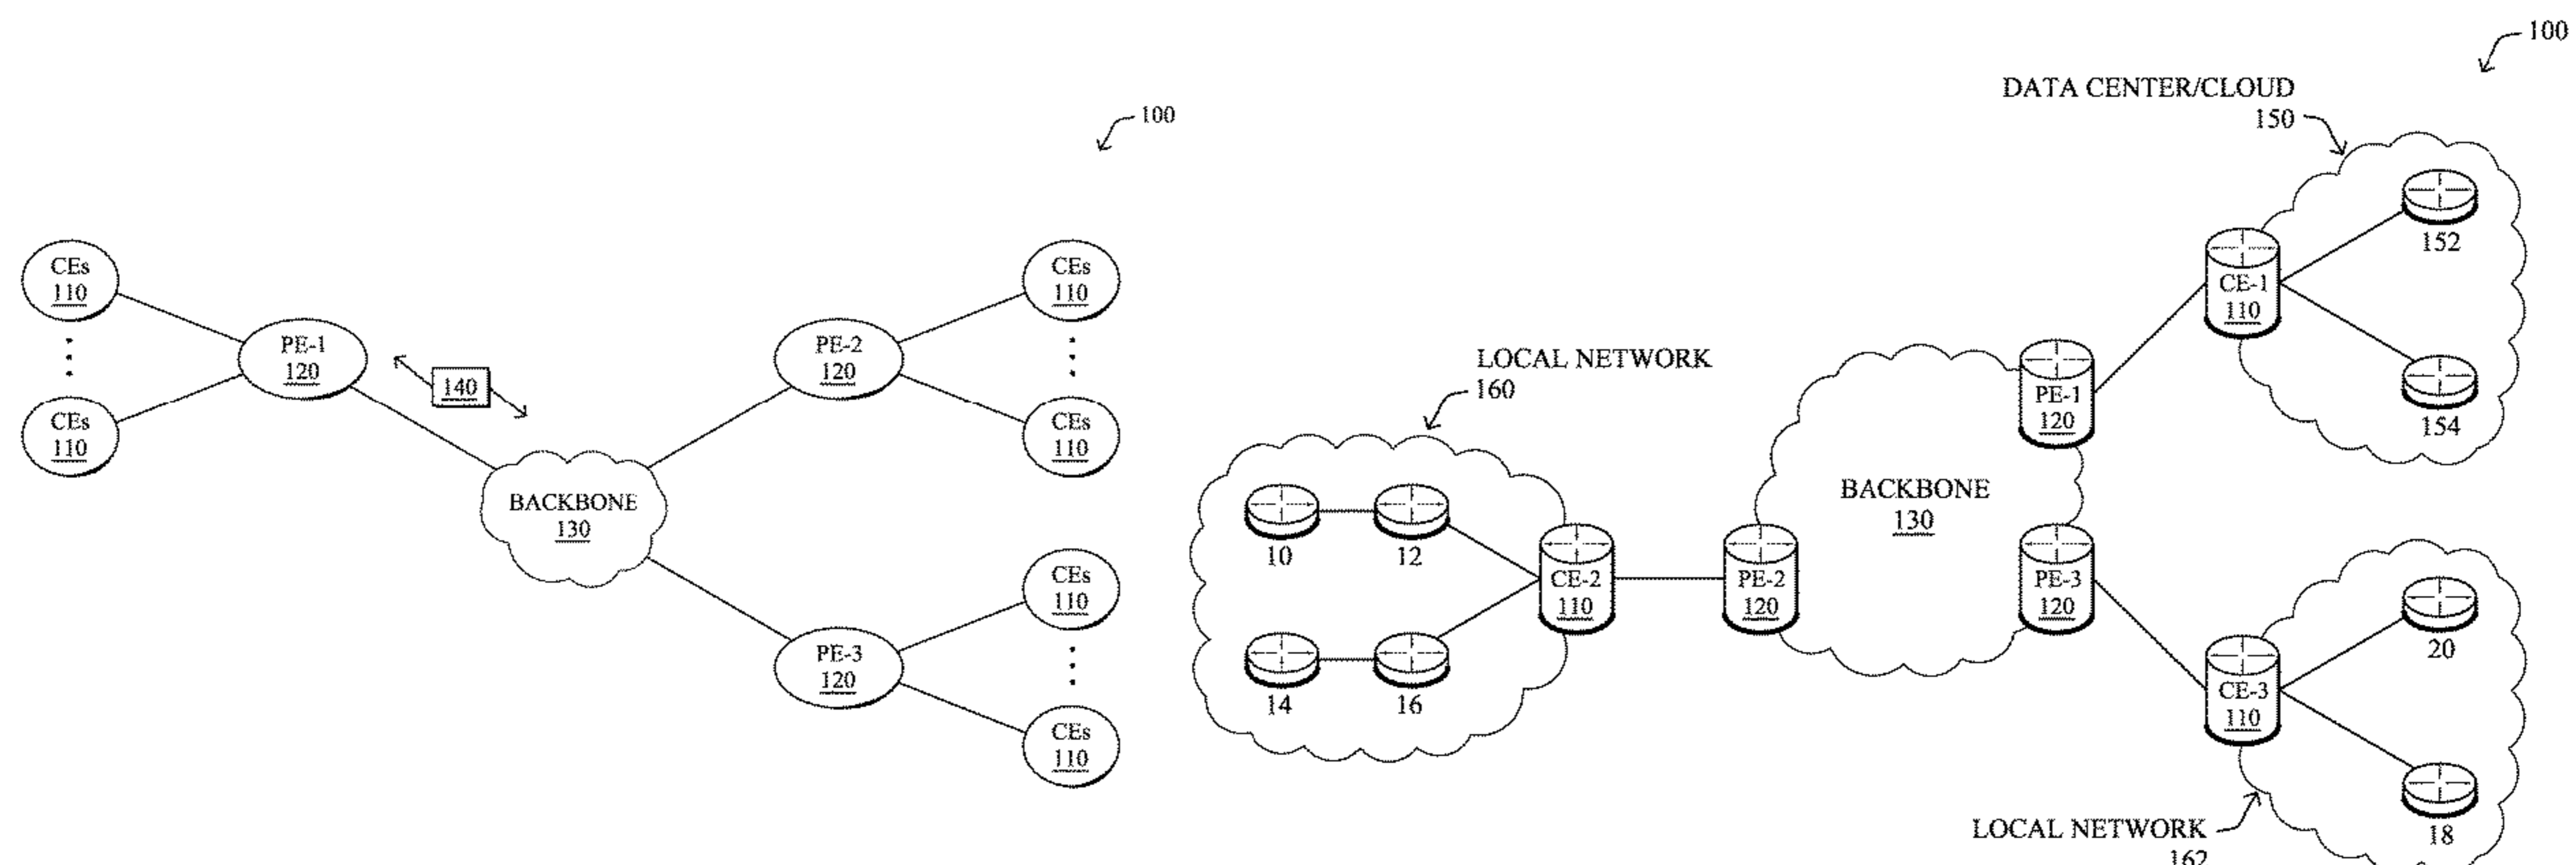 100
CEs
110
CEs
110
PE-1
120
140
PE-2
120
CEs
110
CEs
110
BACKBONE
130
PE-3
120
CEs
110
CEs
110
100
DATA CENTER/CLOUD
150
152
CE-1
110
154
LOCAL NETWORK
160
PE-1
120
BACKBONE
130
10
12
CE-2
110
PE-2
120
PE-3
120
14
16
20
CE-3
110
18
LOCAL NETWORK
162